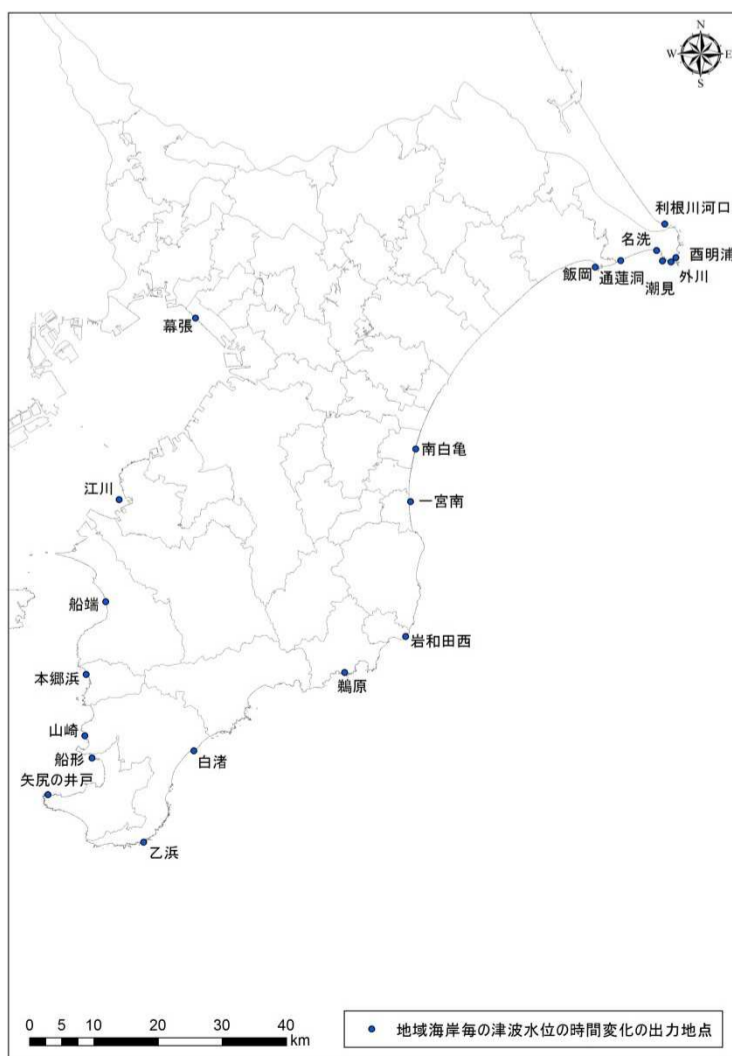 N
W
E
S
利根川河口
名洗
酉明浦
飯岡
通蓮洞
外川
潮見
幕張
南白亀
江川
一宮南
船端
岩和田西
本郷浜
鵜原
山崎
白渚
船形
矢尻の井戸
乙浜
0 5 10 20 30 40
km
地域海岸毎の津波水位の時間変化の出力地点